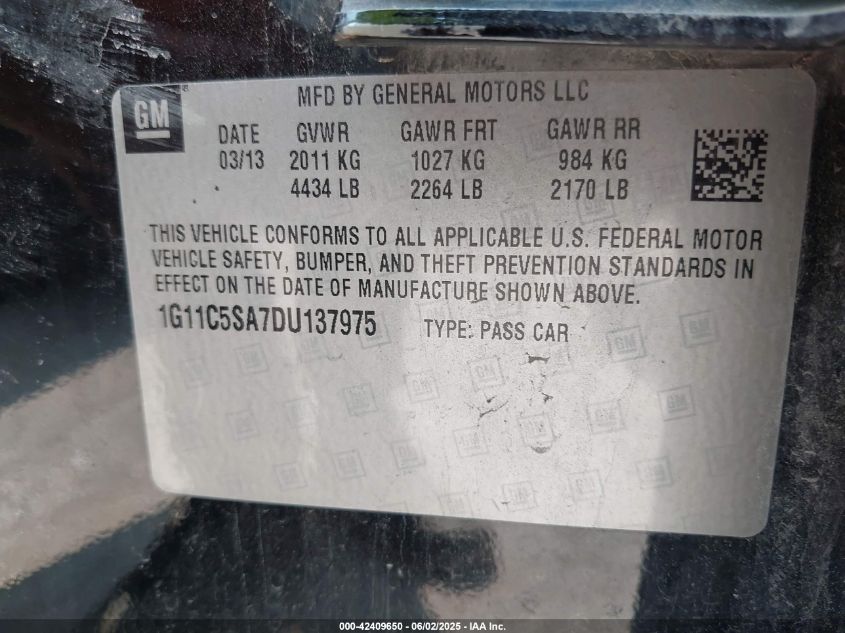 GM
MFD BY GENERAL MOTORS LLC
DATE GVWR GAWR FRT GAWR RR
03/13 2011 KG 1027 KG 984 KG
4434 LB 2264 LB 2170 LB
THIS VEHICLE CONFORMS TO ALL APPLICABLE U.S. FEDERAL MOTOR
VEHICLE SAFETY, BUMPER, AND THEFT PREVENTION STANDARDS IN
EFFECT ON THE DATE OF MANUFACTURE SHOWN ABOVE.
1G11C5SA7DU137975 TYPE: PASS CAR
000-42409650 - 06/02/2025 - IAA Inc.